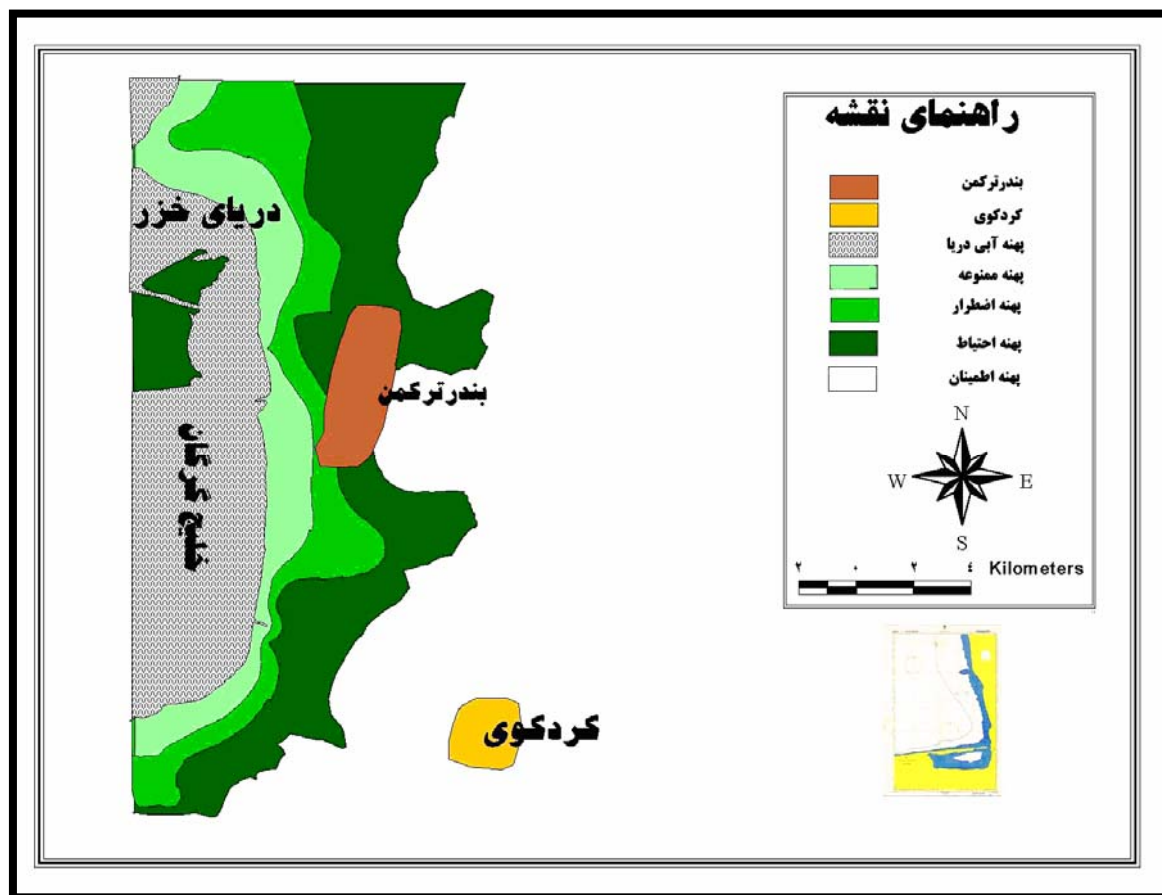 راهنمای نقشه
بندرترکمن
کردکوی
پهنه آبی دریا
پهنه ممنوعه
پهنه اضطرار
پهنه احتیاط
پهنه اطمینان
N
W
E
S
۲ ۰ ۲ ٤ Kilometers
دریای خزر
بندرترکمن
خلیج گرگان
کردکوی